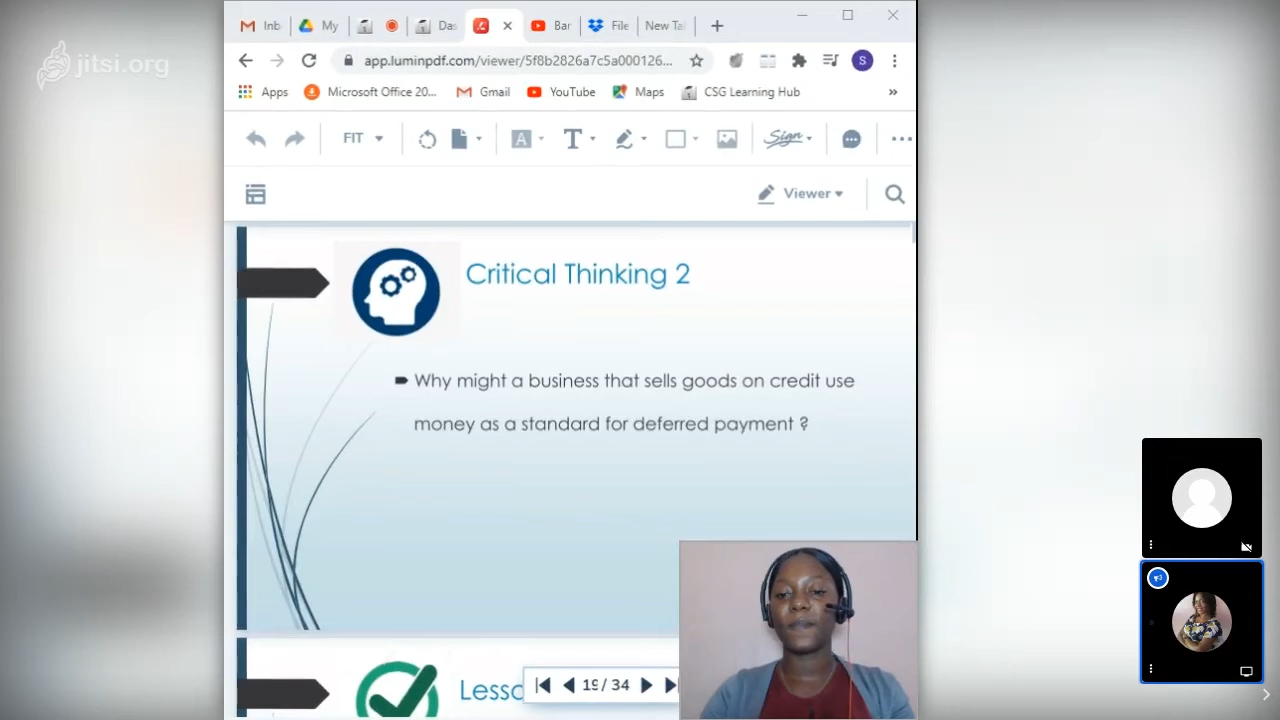 Inb
My
Das
Bar
File
New Ta
jitsi.org
app.luminpdf.com/viewer/5f8b2826a7c5a000126...
S
Apps
Microsoft Office 20...
Gmail
YouTube
Maps
CSG Learning Hub
»
FIT
A
T
Sign
Viewer
Critical Thinking 2
Why might a business that sells goods on credit use
money as a standard for deferred payment ?
Lesso
19 / 34